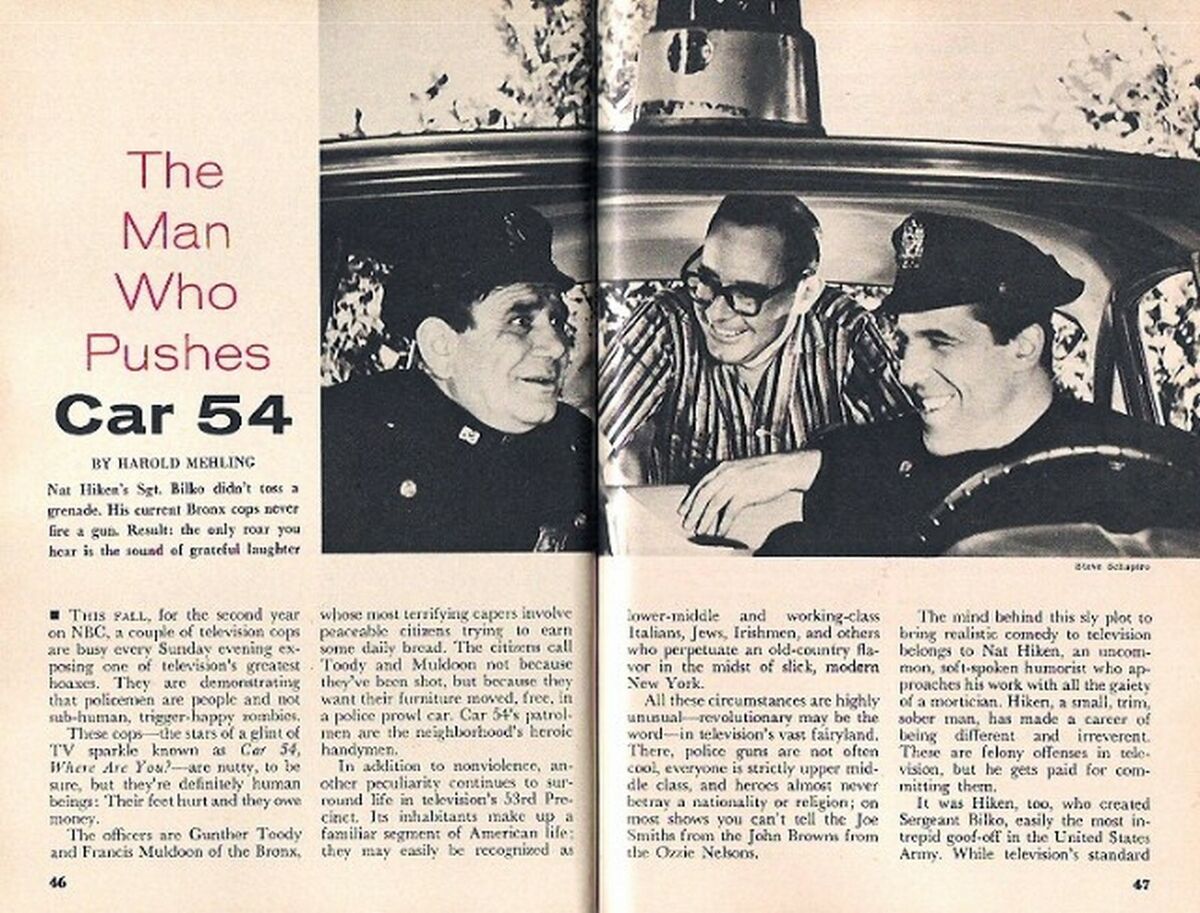 The
Man
Who
Pushes
Car 54
BY HAROLD MEHLING
Nat Hiken's Sgt. Bilko didn't toss a
grenade. His current Bronx cops never
fire a gun. Result: the only roar you
hear is the sound of grateful laughter
Steve Schapiro
■ THIS FALL, for the second year
on NBC, a couple of television cops
are busy every Sunday evening ex-
posing one of television's greatest
hoaxes. They are demonstrating
that policemen are people and not
sub-human, trigger-happy zombies.
These cops—the stars of a glint of
TV sparkle known as Car 54,
Where Are You?—are nutty, to be
sure, but they're definitely human
beings: Their feet hurt and they owe
money.
The officers are Gunther Toody
and Francis Muldoon of the Bronx,
whose most terrifying capers involve
peaceable citizens trying to earn
some daily bread. The citizens call
Toody and Muldoon not because
they've been shot, but because they
want their furniture moved, free, in
a police prowl car. Car 54's patrol-
men are the neighborhood's heroic
handymen.
In addition to nonviolence, an-
other peculiarity continues to sur-
round life in television's 53rd Pre-
cinct. Its inhabitants make up a
familiar segment of American life;
they may easily be recognized as
lower-middle and working-class
Italians, Jews, Irishmen, and others
who perpetuate an old-country fla-
vor in the midst of slick, modern
New York.
All these circumstances are highly
unusual—revolutionary may be the
word—in television's vast fairyland.
There, police guns are not often
cool, everyone is strictly upper mid-
dle class, and heroes almost never
betray a nationality or religion; on
most shows you can't tell the Joe
Smiths from the John Browns from
the Ozzie Nelsons.
The mind behind this sly plot to
bring realistic comedy to television
belongs to Nat Hiken, an uncom-
mon, soft-spoken humorist who ap-
proaches his work with all the gaiety
of a mortician. Hiken, a small, trim,
sober man, has made a career of
being different and irreverent.
These are felony offenses in tele-
vision, but he gets paid for com-
mitting them.
It was Hiken, too, who created
Sergeant Bilko, easily the most in-
trepid goof-off in the United States
Army. While television's standard
46
47